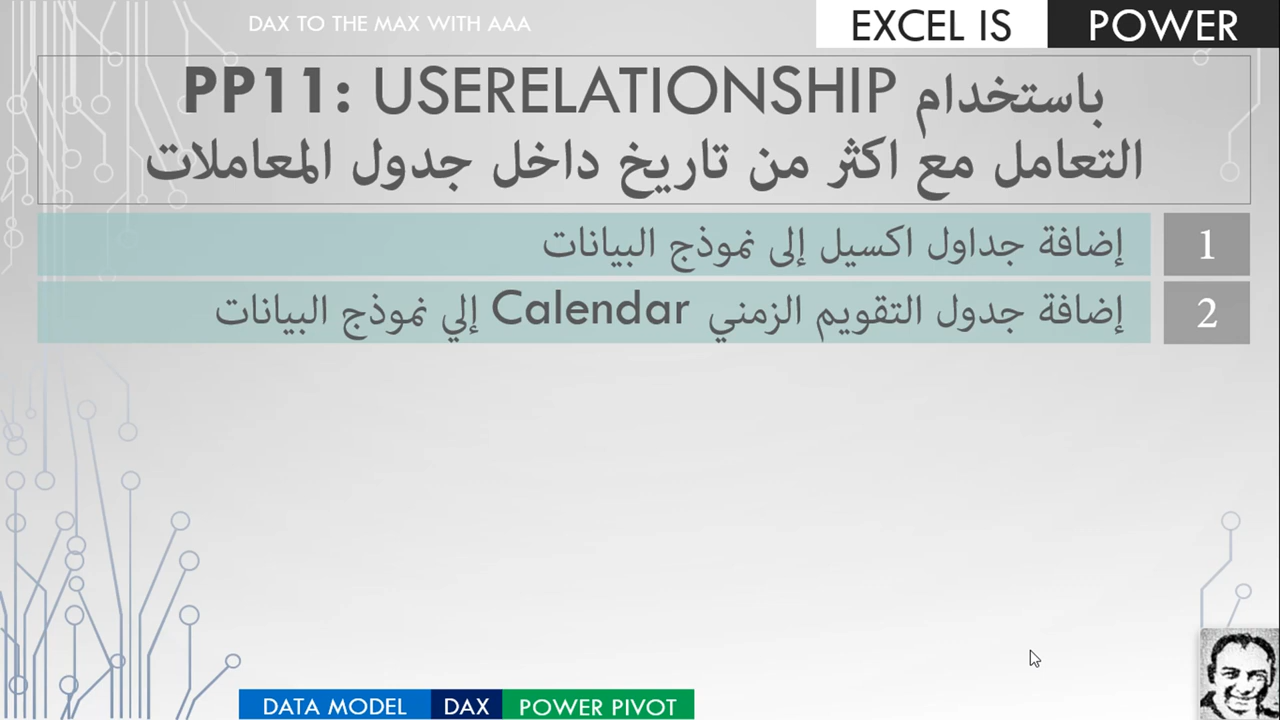 DAX TO THE MAX WITH AAA
EXCEL IS POWER
PP11: USERELATIONSHIP باستخدام
التعامل مع اكثر من تاريخ داخل جدول المعاملات
1 إضافة جداول اكسيل إلى نموذج البيانات
2 إضافة جدول التقويم الزمني Calendar إلي نموذج البيانات
DATA MODEL DAX POWER PIVOT